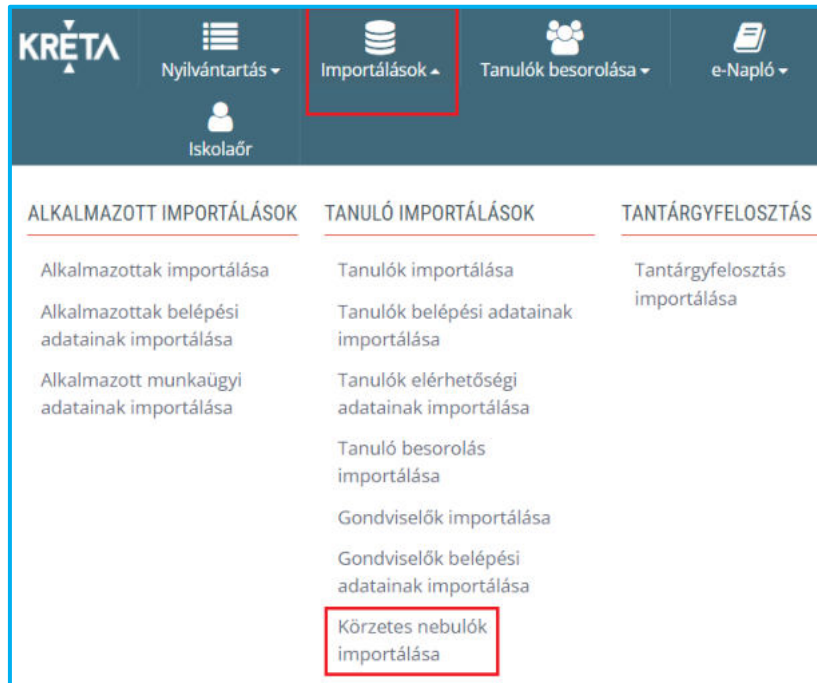 KRÉTA
Nyilvántartás
Importálások
Tanulók besorolása
e-Napló
Iskolaőr
ALKALMAZOTT IMPORTÁLÁSOK
Alkalmazottak importálása
Alkalmazottak belépési
adatainak importálása
Alkalmazott munkaügyi
adatainak importálása
TANULÓ IMPORTÁLÁSOK
Tanulók importálása
Tanulók belépési adatainak
importálása
Tanulók elérhetőségi
adatainak importálása
Tanuló besorolás
importálása
Gondviselők importálása
Gondviselők belépési
adatainak importálása
Körzetes nebulók
importálása
TANTÁRGYFELOSZTÁS
Tantárgyfelosztás
importálása